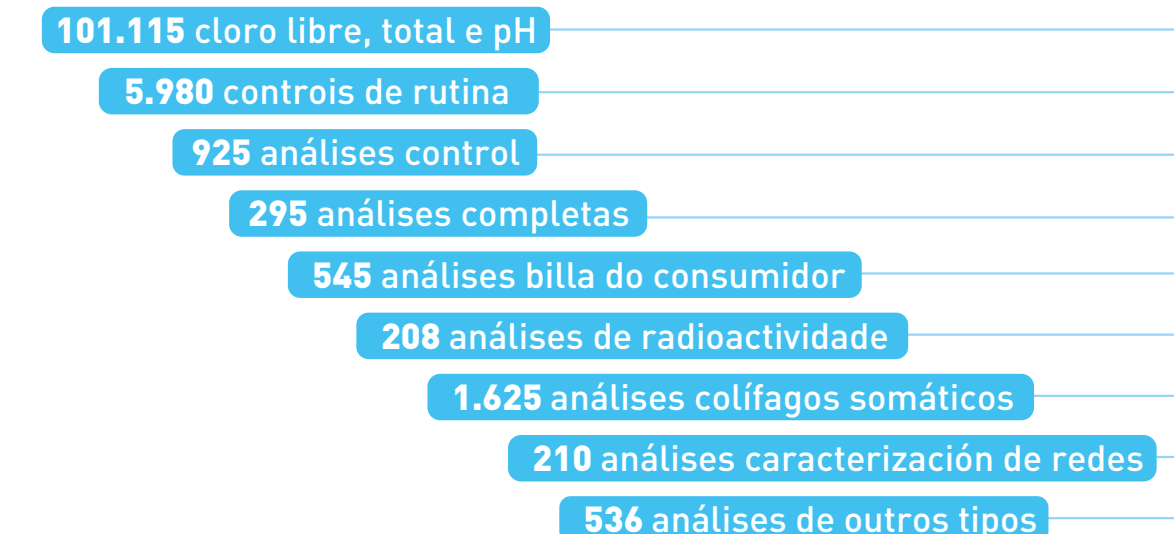 101.115 cloro libre, total e pH
5.980 controis de rutina
925 análises control
295 análises completas
545 análises billa do consumidor
208 análises de radioactividade
1.625 análises colífagos somáticos
210 análises caracterización de redes
536 análises de outros tipos